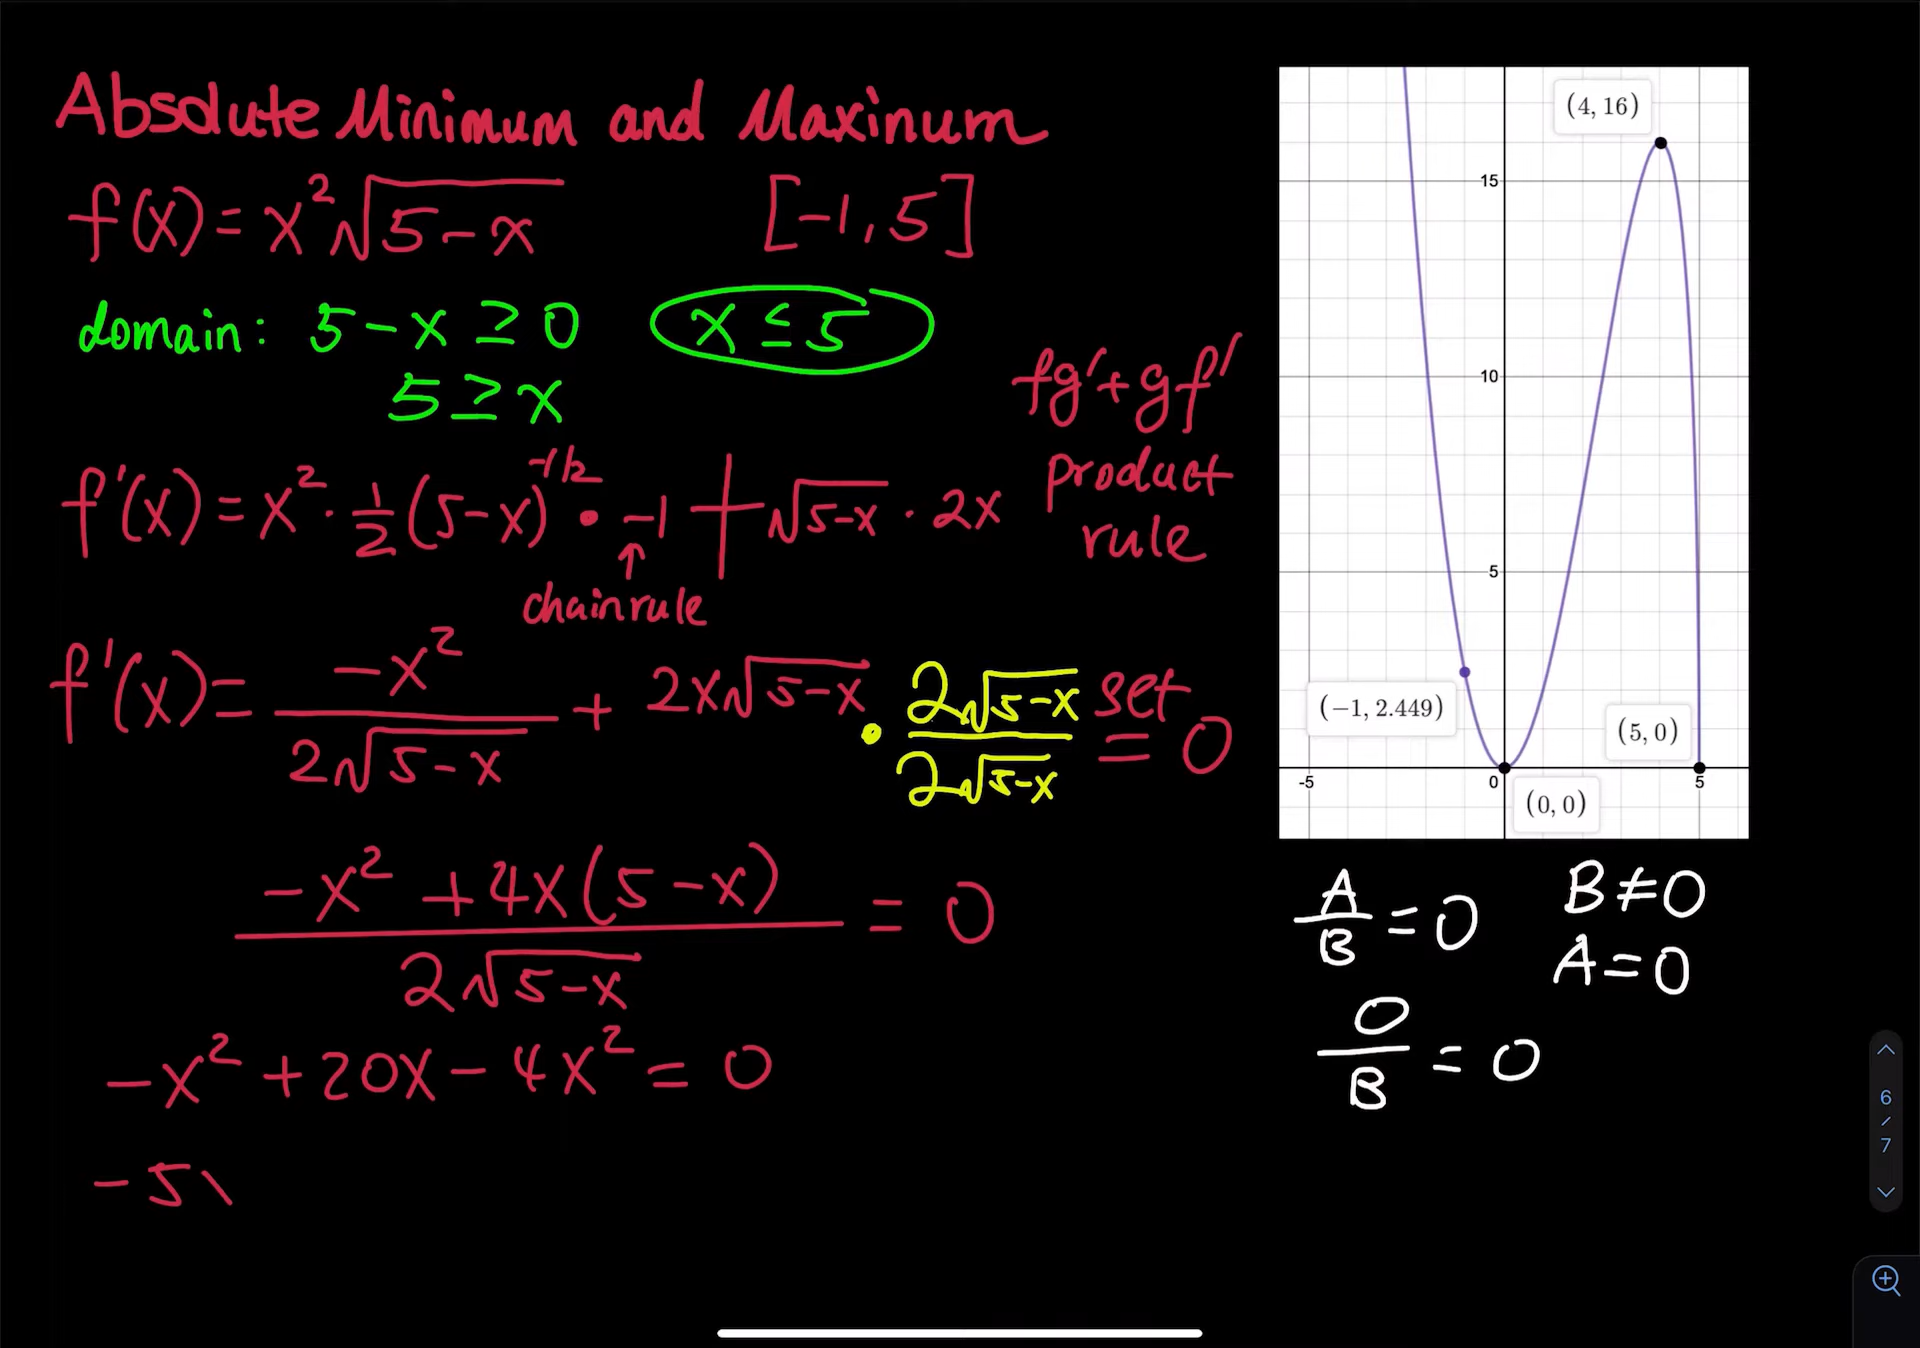 Absolute Minimum and Maxinum
f(x) = x²√(5-x) [-1,5]
domain: 5-x ≥ 0 x ≤ 5
5 ≥ x
fg'+gf'
product
rule
f'(x) = x² · 1/2 (5-x)^(-1/2) · -1 + √(5-x) · 2x
↑
chain rule
f'(x) = -x²/(2√(5-x)) + 2x√(5-x) · (2√(5-x))/(2√(5-x)) set = 0
(-x² + 4x(5-x))/(2√(5-x)) = 0
-x² + 20x - 4x² = 0
-5
(4, 16)
15
10
5
(−1, 2.449)
(5, 0)
-5 0 5
(0, 0)
A/B = 0 B ≠ 0
A = 0
0/B = 0
6
/
7